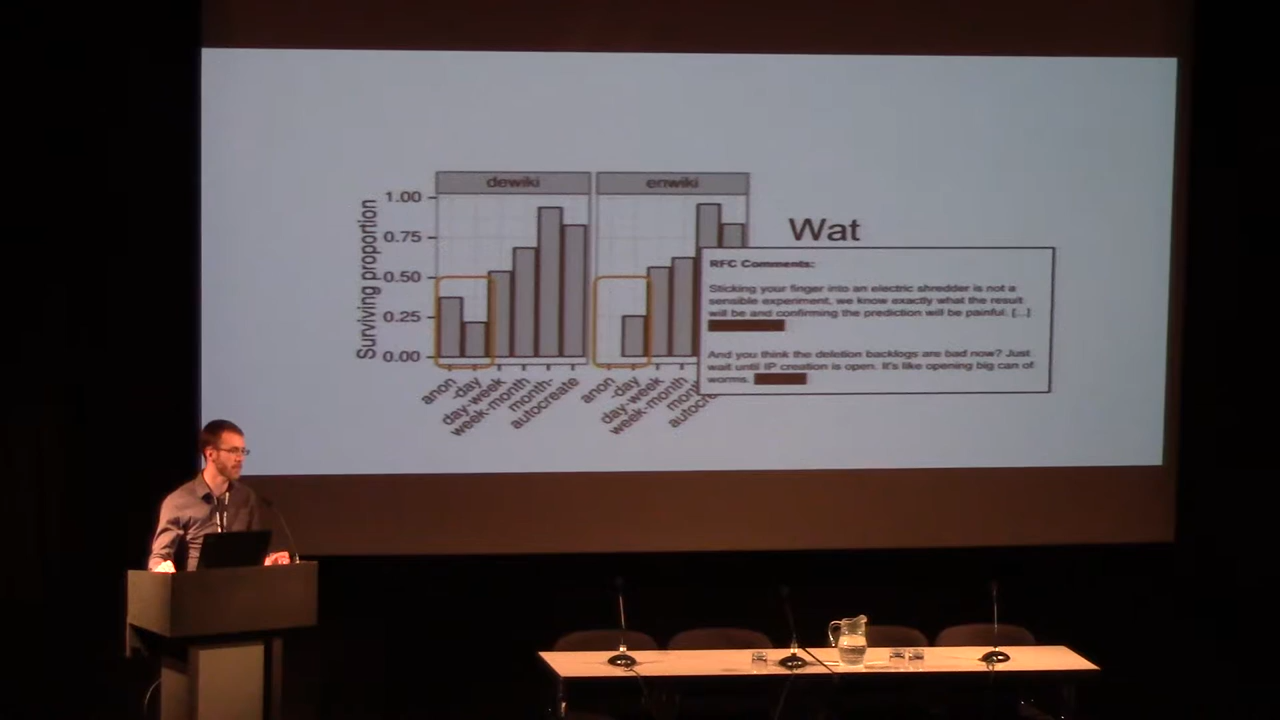 dewiki
enwiki
Surviving proportion
1.00
0.75
0.50
0.25
0.00
anon
-day
day-week
week-month
month-
autocreate
anon
-day
day-week
week-month
Wat
RFC Comments:
Sticking your finger into an electric shredder is not a
sensible experiment, we know exactly what the result
will be and confirming the prediction will be painful. [...]
And you think the deletion backlogs are bad now? Just
wait until IP creation is open. It's like opening big can of
worms.